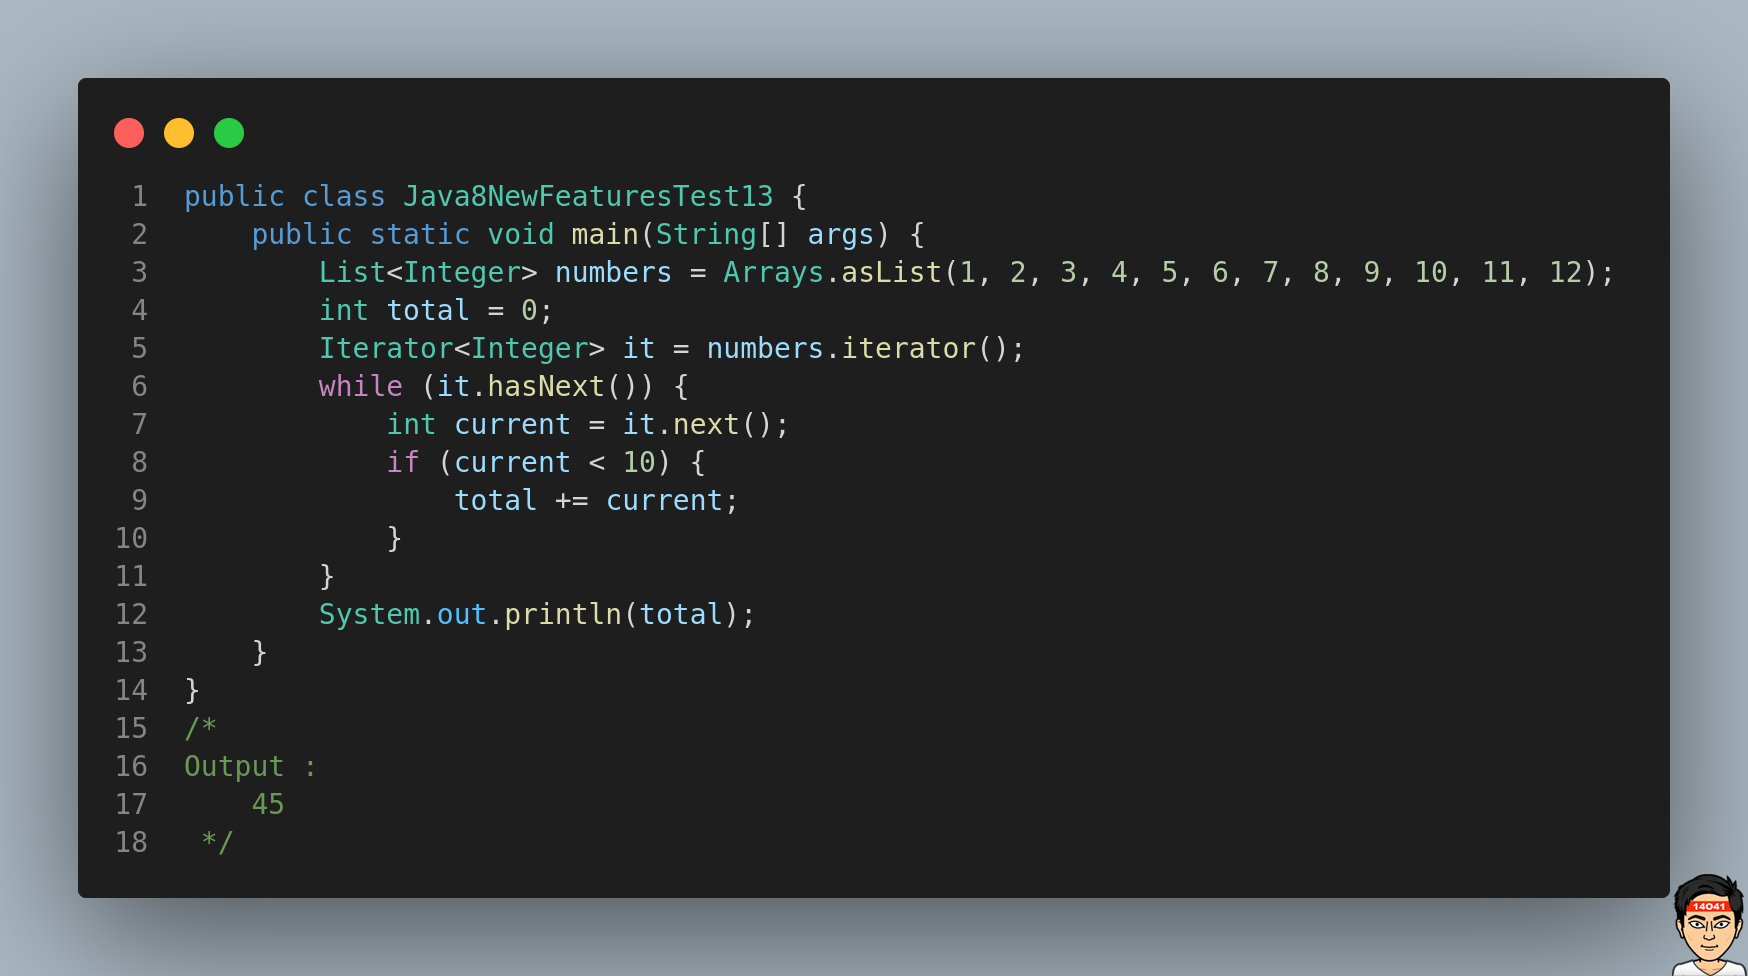 1 public class Java8NewFeaturesTest13 {
2     public static void main(String[] args) {
3         List<Integer> numbers = Arrays.asList(1, 2, 3, 4, 5, 6, 7, 8, 9, 10, 11, 12);
4         int total = 0;
5         Iterator<Integer> it = numbers.iterator();
6         while (it.hasNext()) {
7             int current = it.next();
8             if (current < 10) {
9                 total += current;
10             }
11         }
12         System.out.println(total);
13     }
14 }
15 /*
16 Output :
17     45
18  */
14041